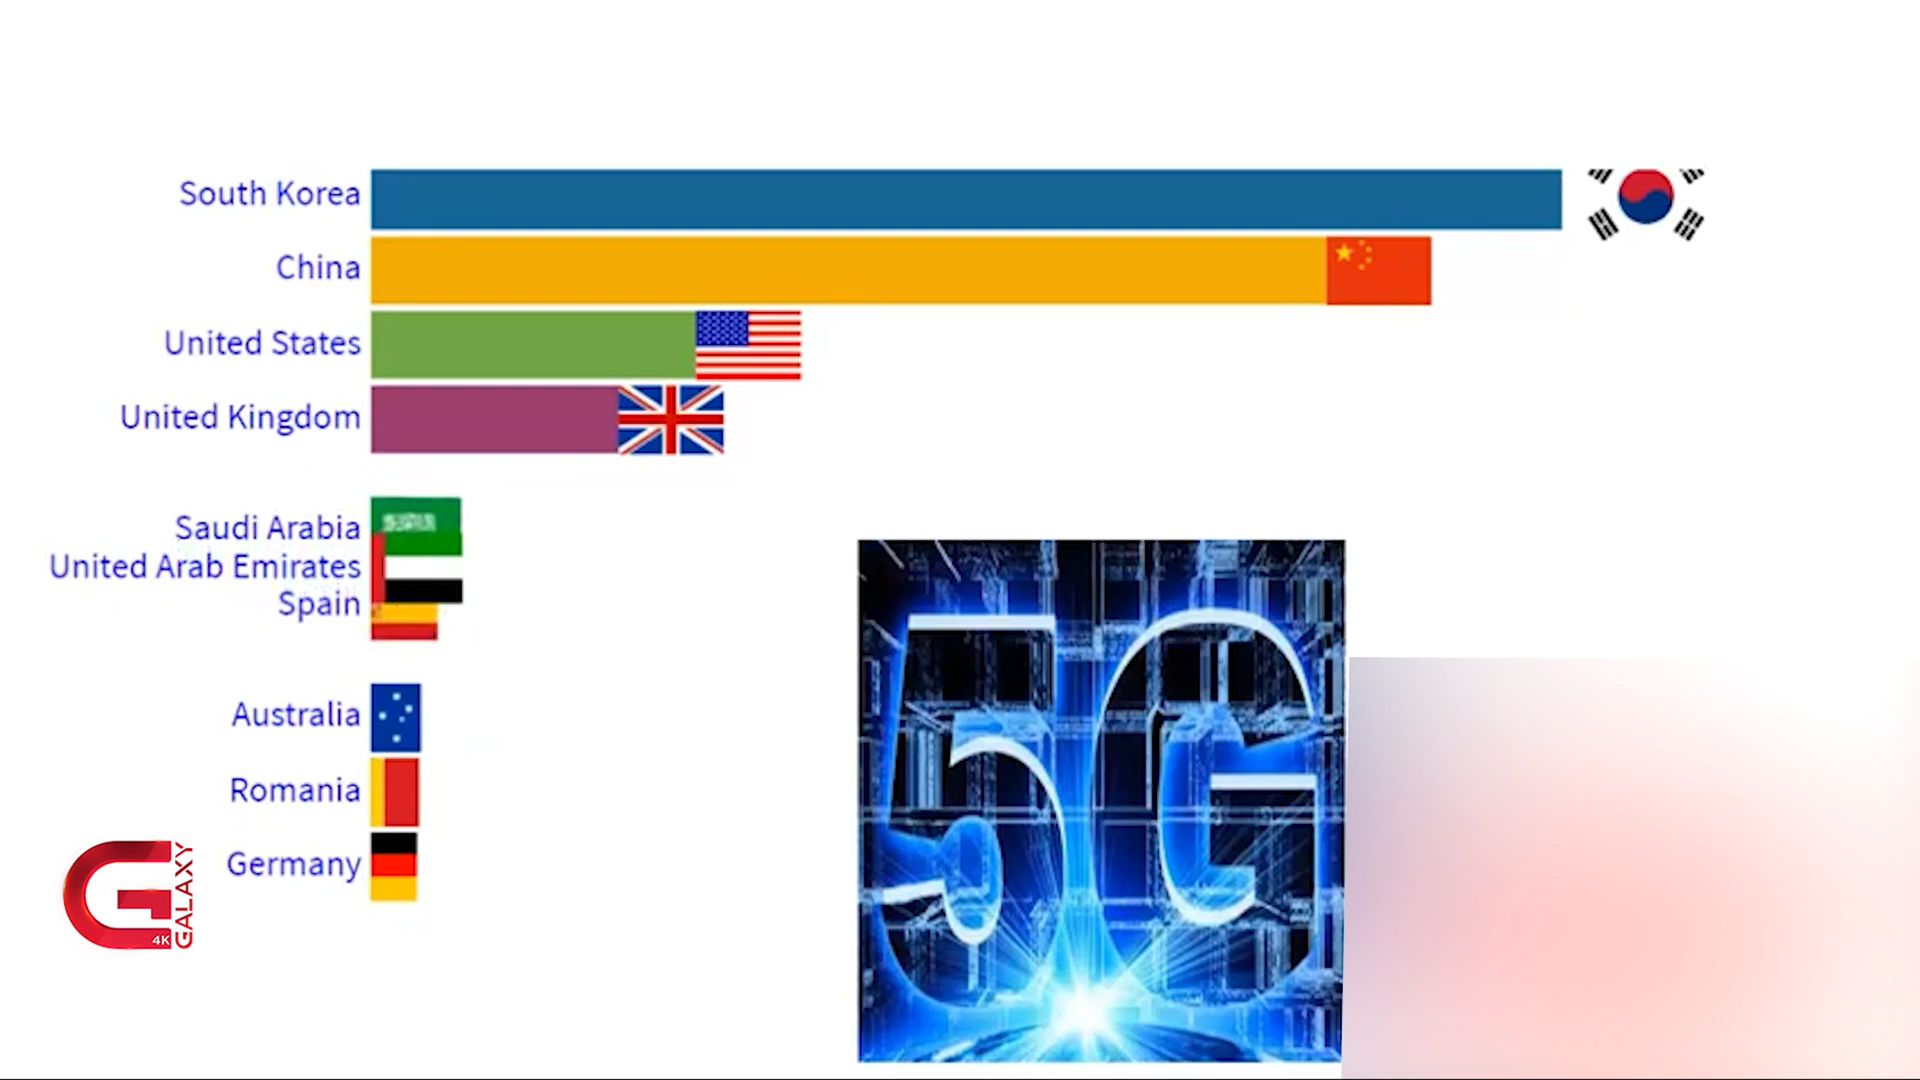 South Korea
China
United States
United Kingdom
Saudi Arabia
United Arab Emirates
Spain
Australia
Romania
Germany
5G
4K
GALAXY